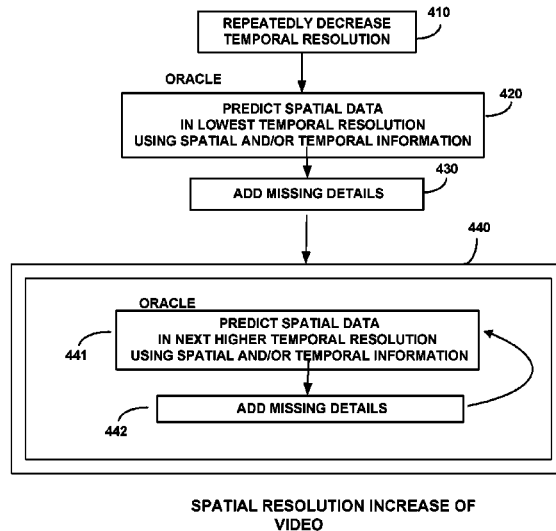 REPEATEDLY DECREASE
TEMPORAL RESOLUTION
410
ORACLE
420
PREDICT SPATIAL DATA
IN LOWEST TEMPORAL RESOLUTION
USING SPATIAL AND/OR TEMPORAL INFORMATION
430
ADD MISSING DETAILS
440
ORACLE
PREDICT SPATIAL DATA
IN NEXT HIGHER TEMPORAL RESOLUTION
USING SPATIAL AND/OR TEMPORAL INFORMATION
441
ADD MISSING DETAILS
442
SPATIAL RESOLUTION INCREASE OF
VIDEO